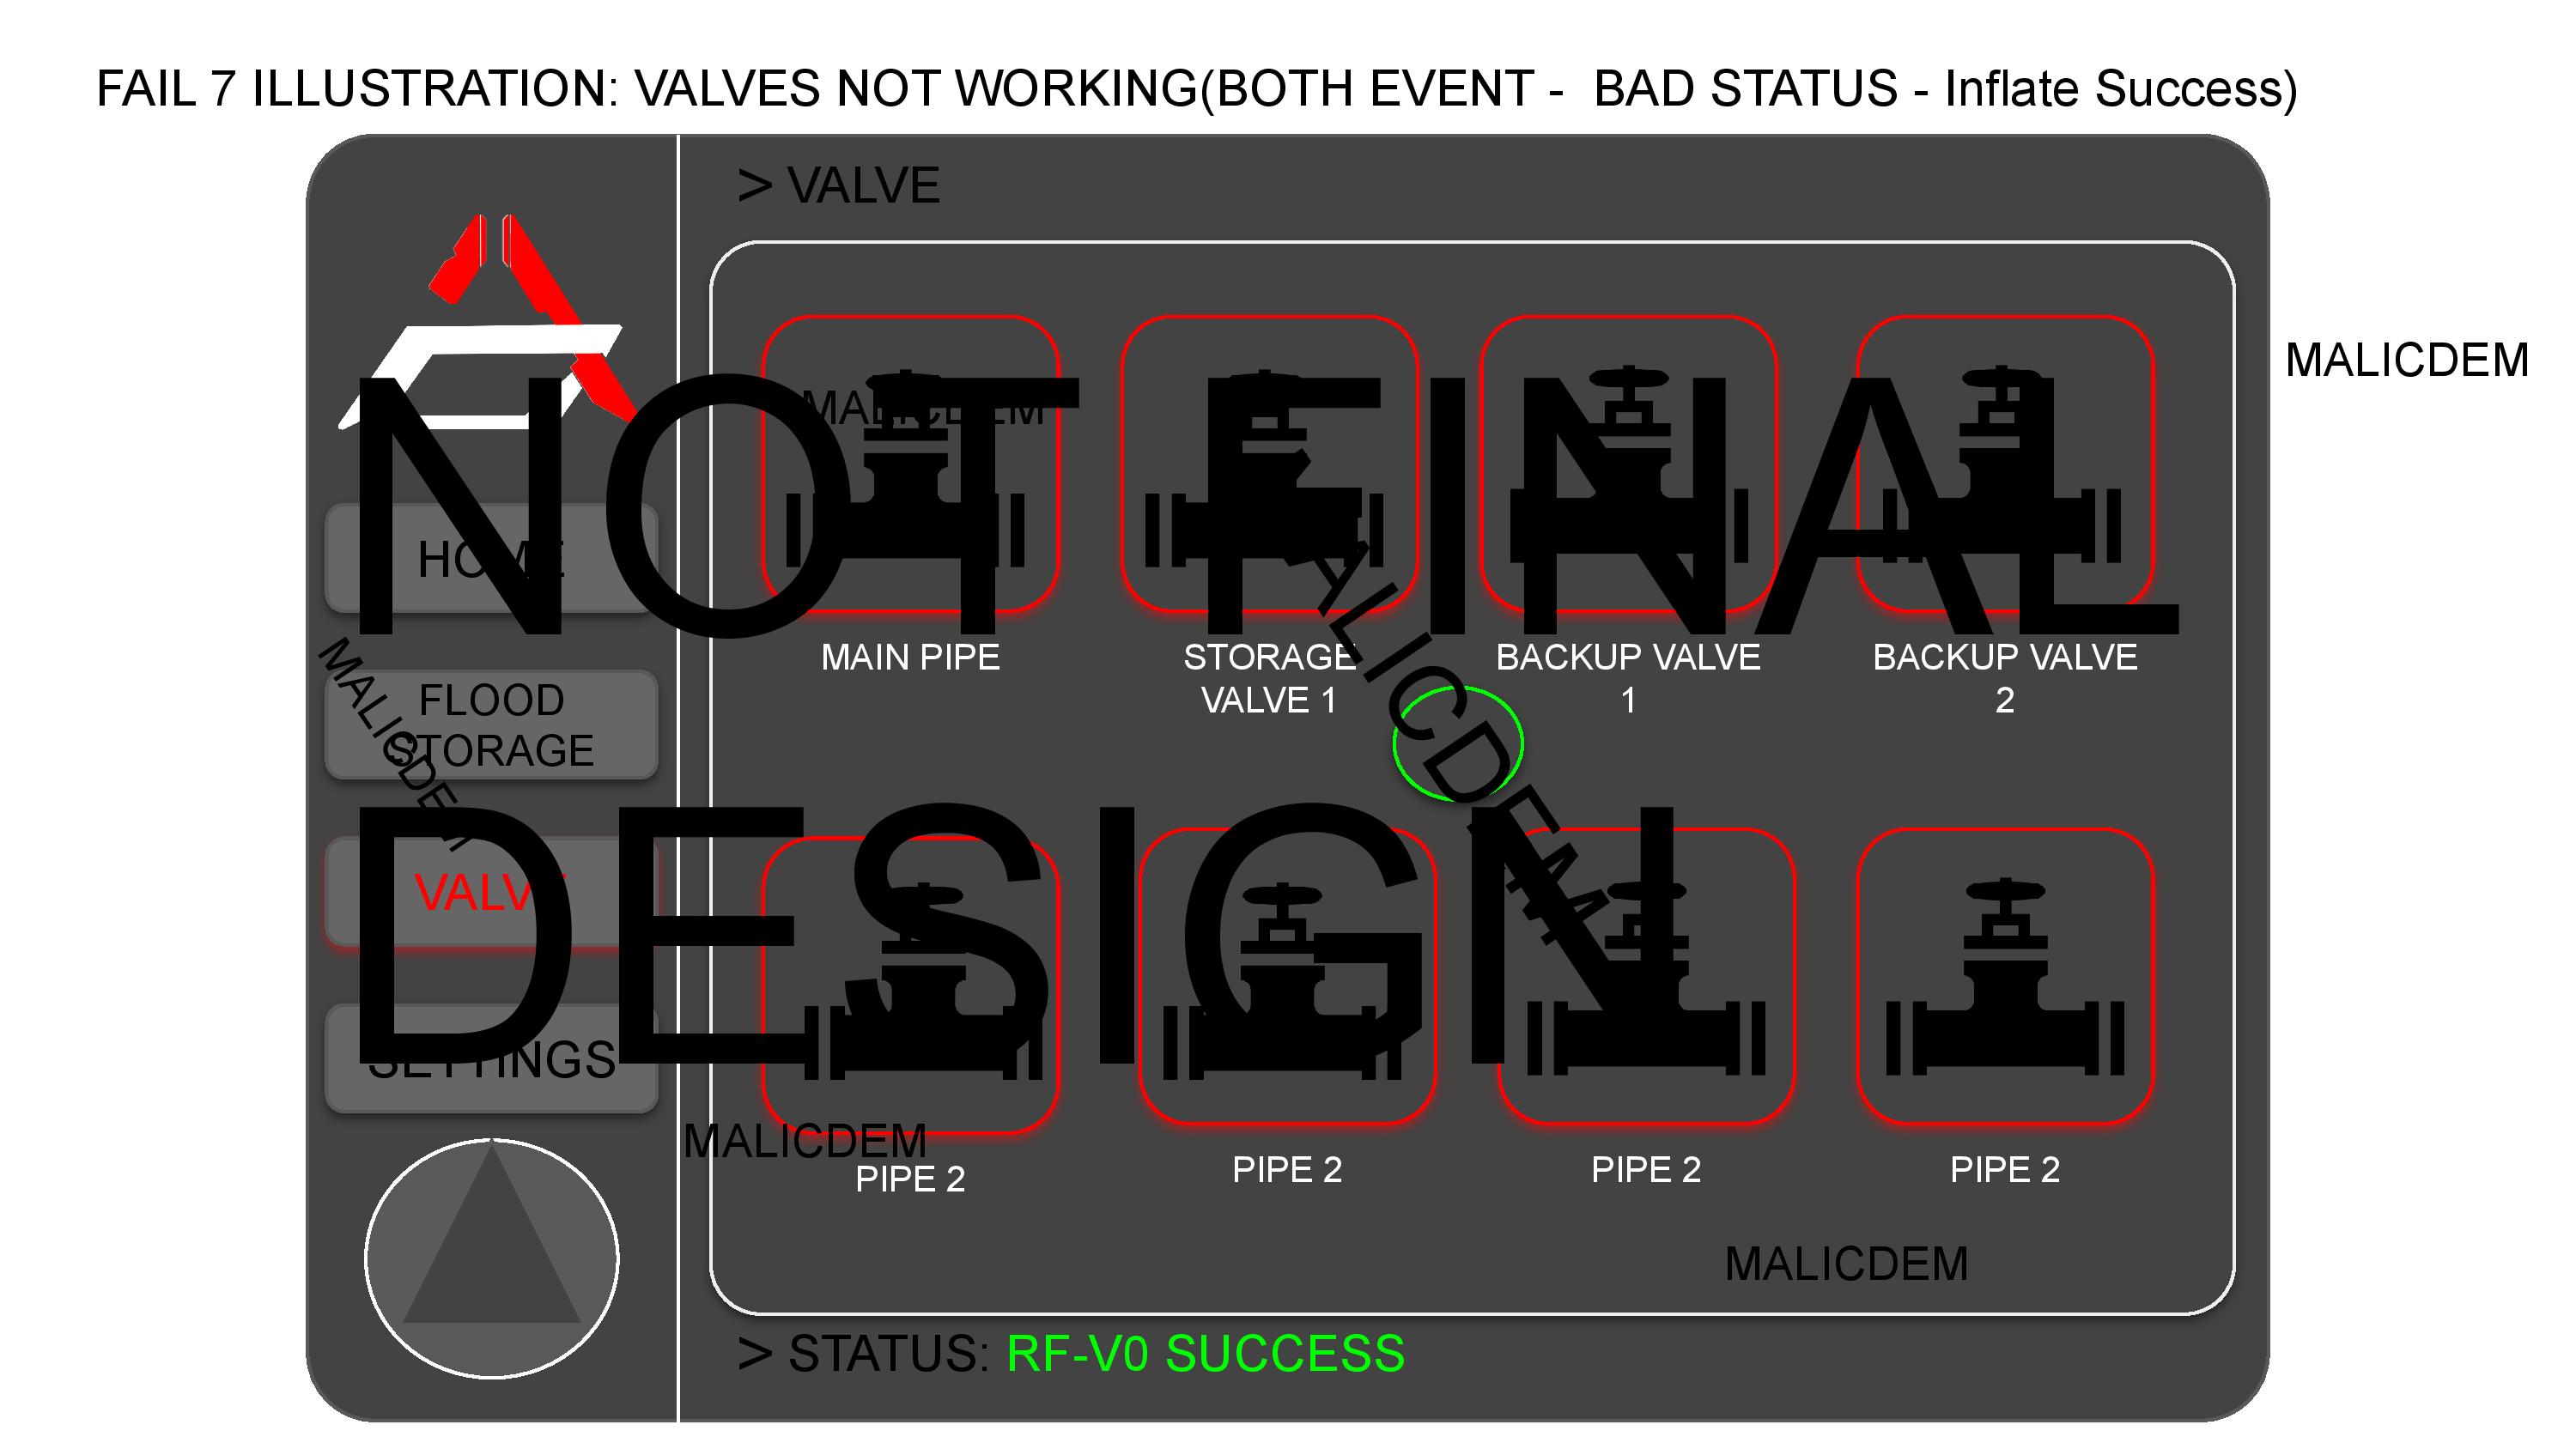 FAIL 7 ILLUSTRATION: VALVES NOT WORKING(BOTH EVENT -  BAD STATUS - Inflate Success)
> VALVE
MALICDEM
MALICDEM
NOT FINAL
DESIGN
HOME
FLOOD
STORAGE
VALVE
SETTINGS
MALICDEM
MAIN PIPE
STORAGE
VALVE 1
BACKUP VALVE
1
BACKUP VALVE
2
MALICDEM
MALICDEM
PIPE 2
PIPE 2
PIPE 2
PIPE 2
MALICDEM
> STATUS: RF-V0 SUCCESS